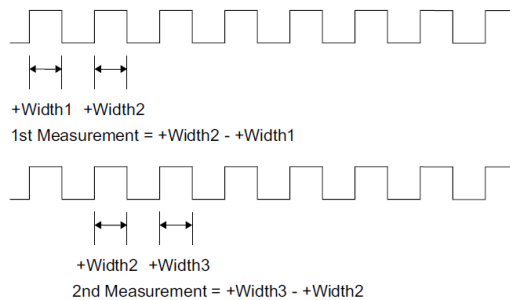 +Width1 +Width2
1st Measurement = +Width2 - +Width1
+Width2 +Width3
2nd Measurement = +Width3 - +Width2